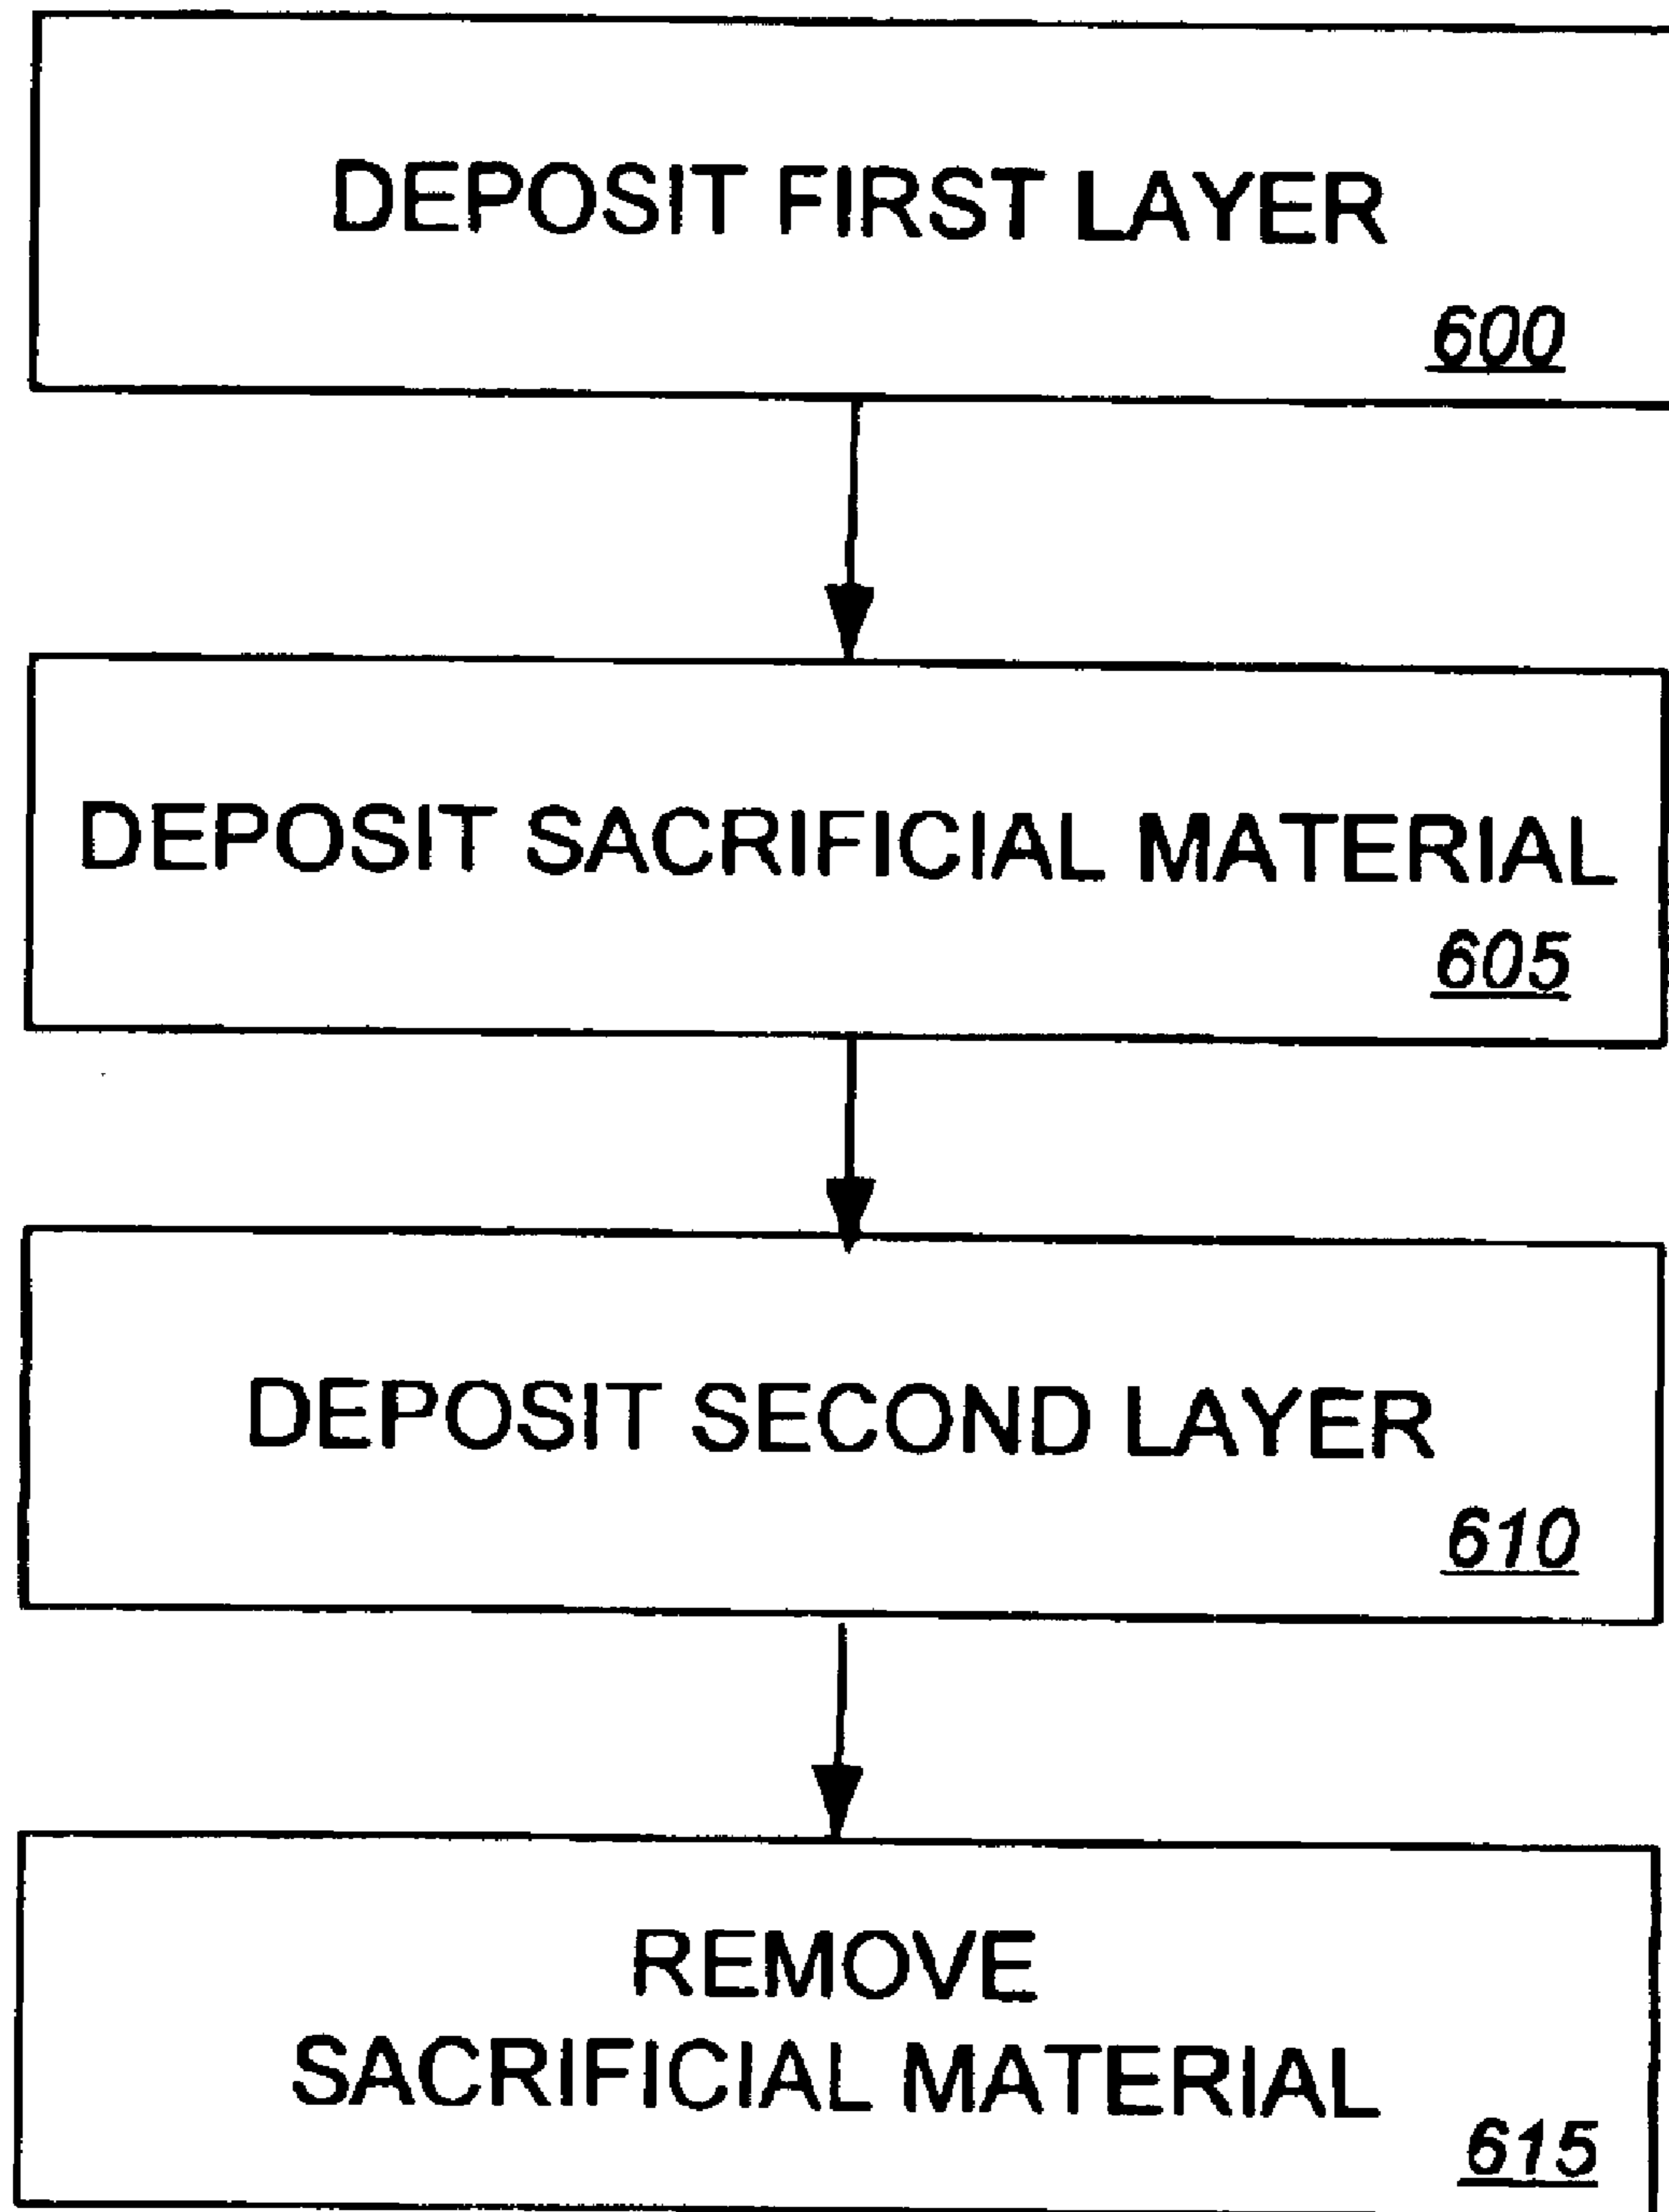 DEPOSIT FIRST LAYER
600
DEPOSIT SACRIFICIAL MATERIAL
605
DEPOSIT SECOND LAYER
610
REMOVE
SACRIFICIAL MATERIAL
615